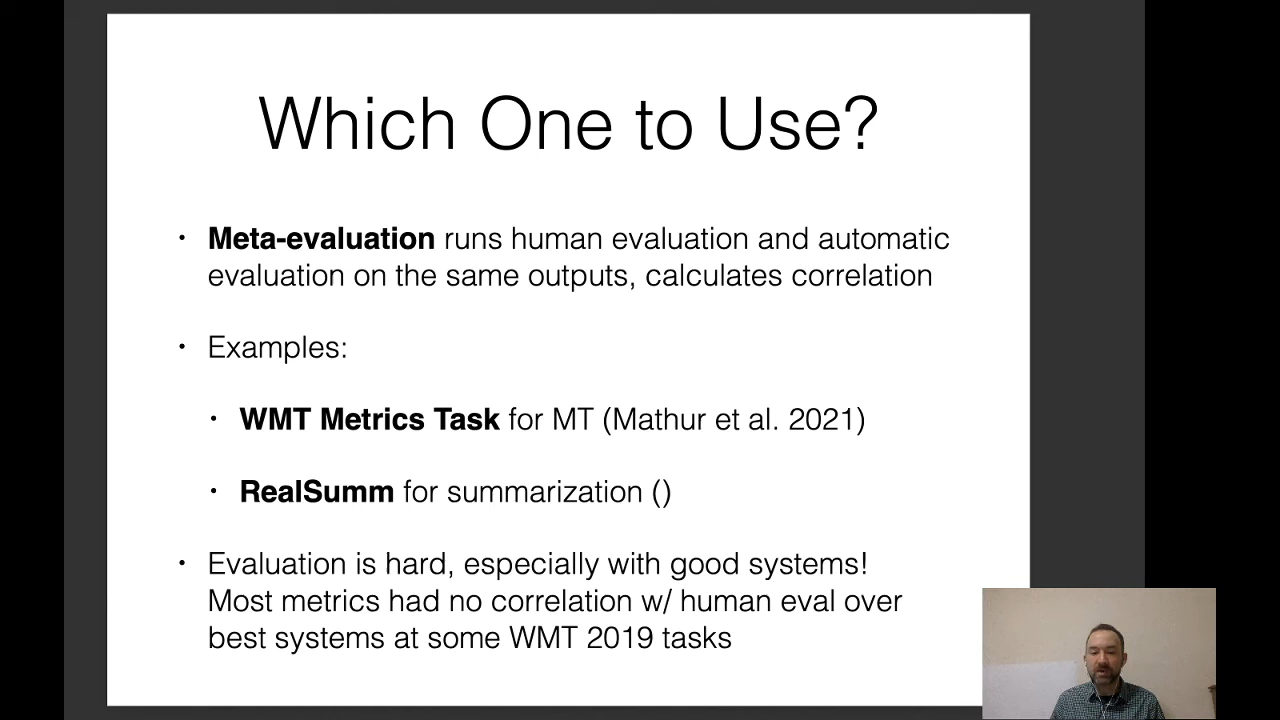 Which One to Use?
• Meta-evaluation runs human evaluation and automatic
evaluation on the same outputs, calculates correlation
• Examples:
• WMT Metrics Task for MT (Mathur et al. 2021)
• RealSumm for summarization ()
• Evaluation is hard, especially with good systems!
Most metrics had no correlation w/ human eval over
best systems at some WMT 2019 tasks